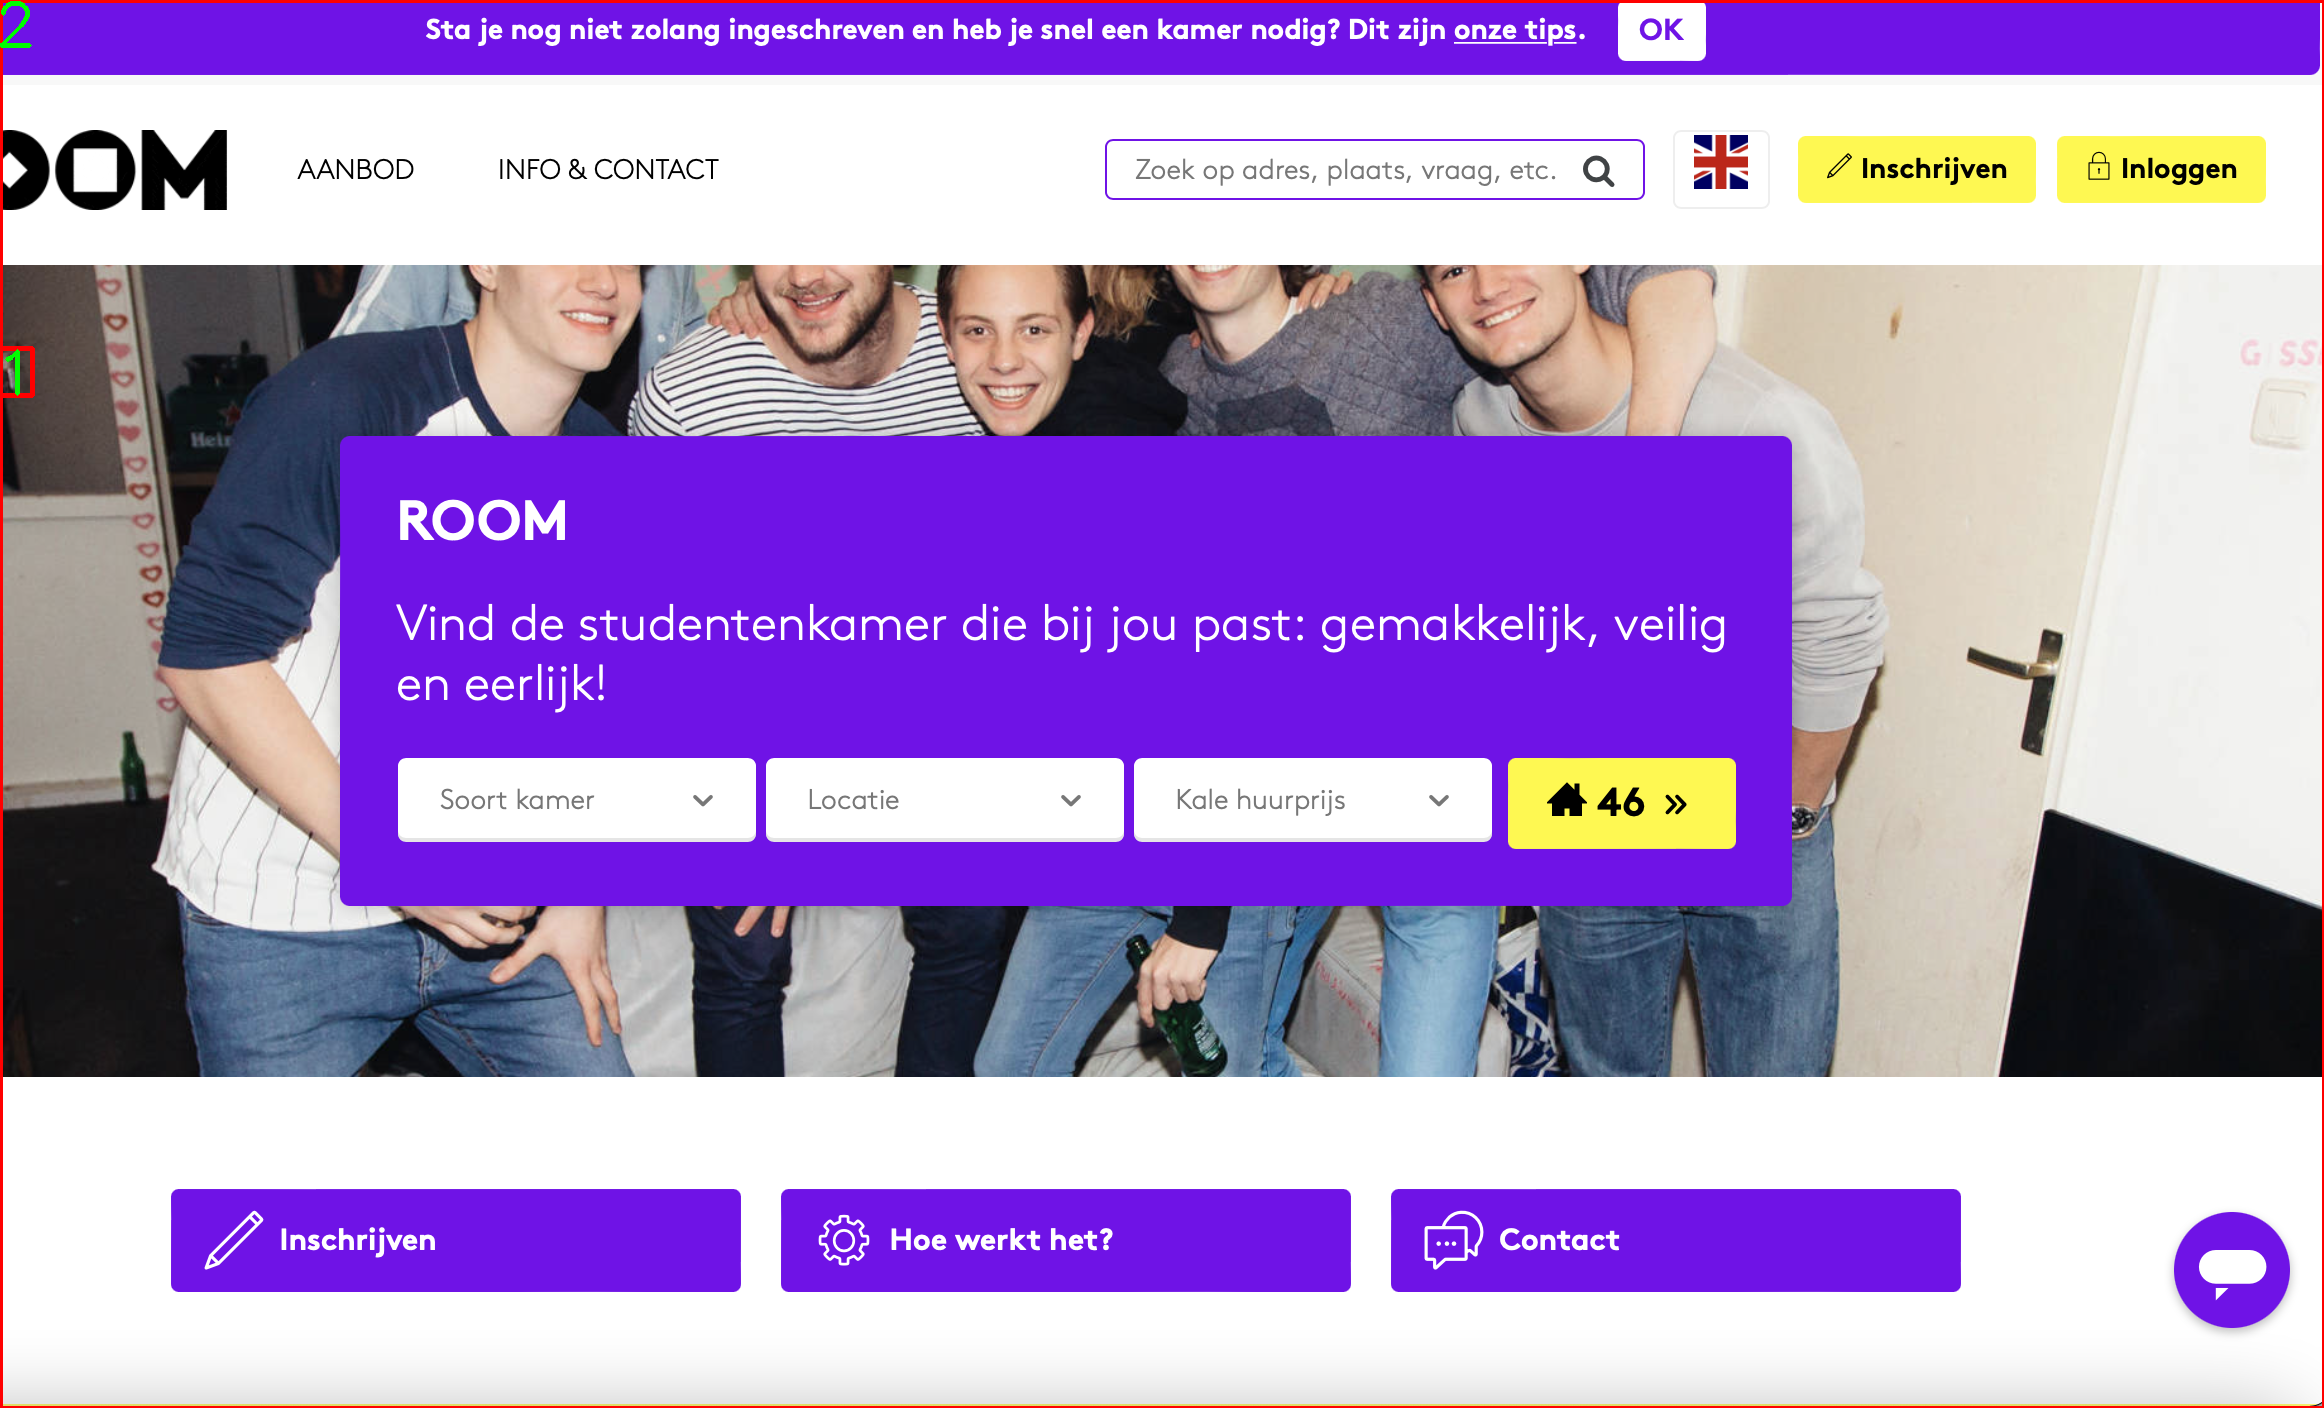 2
Sta je nog niet zolang ingeschreven en heb je snel een kamer nodig? Dit zijn onze tips.
OK
OOM
AANBOD
INFO & CONTACT
Zoek op adres, plaats, vraag, etc.
Inschrijven
Inloggen
1
ROOM
Vind de studentenkamer die bij jou past: gemakkelijk, veilig
en eerlijk!
Soort kamer
Locatie
Kale huurprijs
46 »
Inschrijven
Hoe werkt het?
Contact